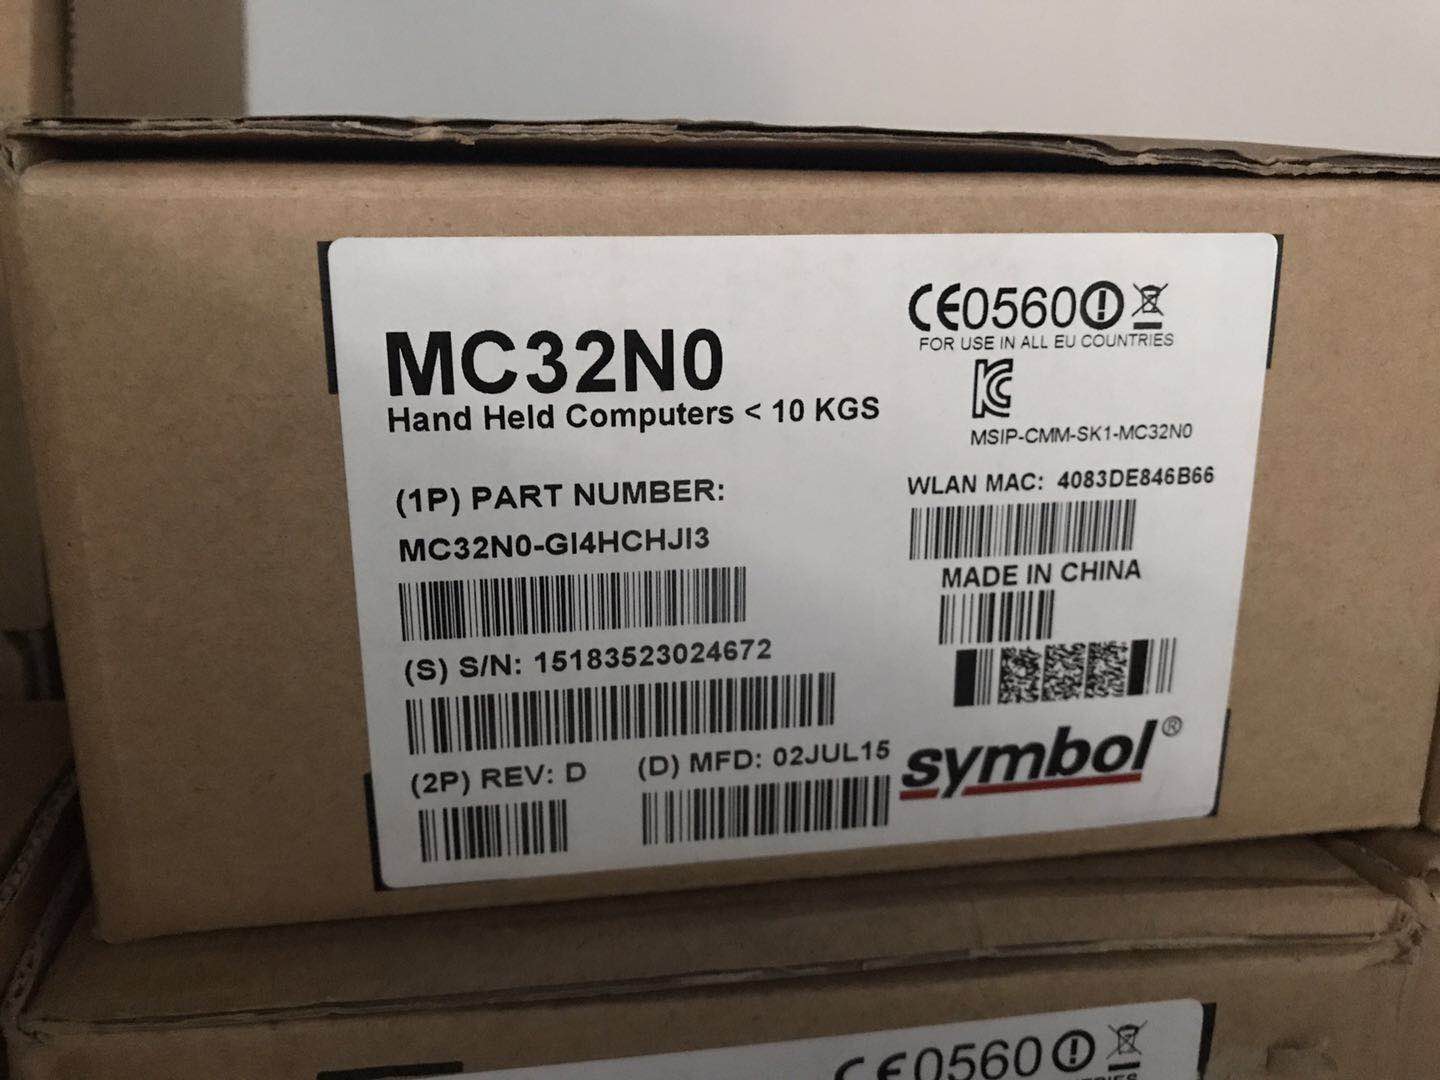 MC32N0
Hand Held Computers < 10 KGS
(1P) PART NUMBER:
MC32N0-GI4HCHJI3
(S) S/N: 15183523024672
(2P) REV: D
(D) MFD: 02JUL15
CE0560
FOR USE IN ALL EU COUNTRIES
MSIP-CMM-SK1-MC32N0
WLAN MAC: 4083DE846B66
MADE IN CHINA
symbol®
CE0560